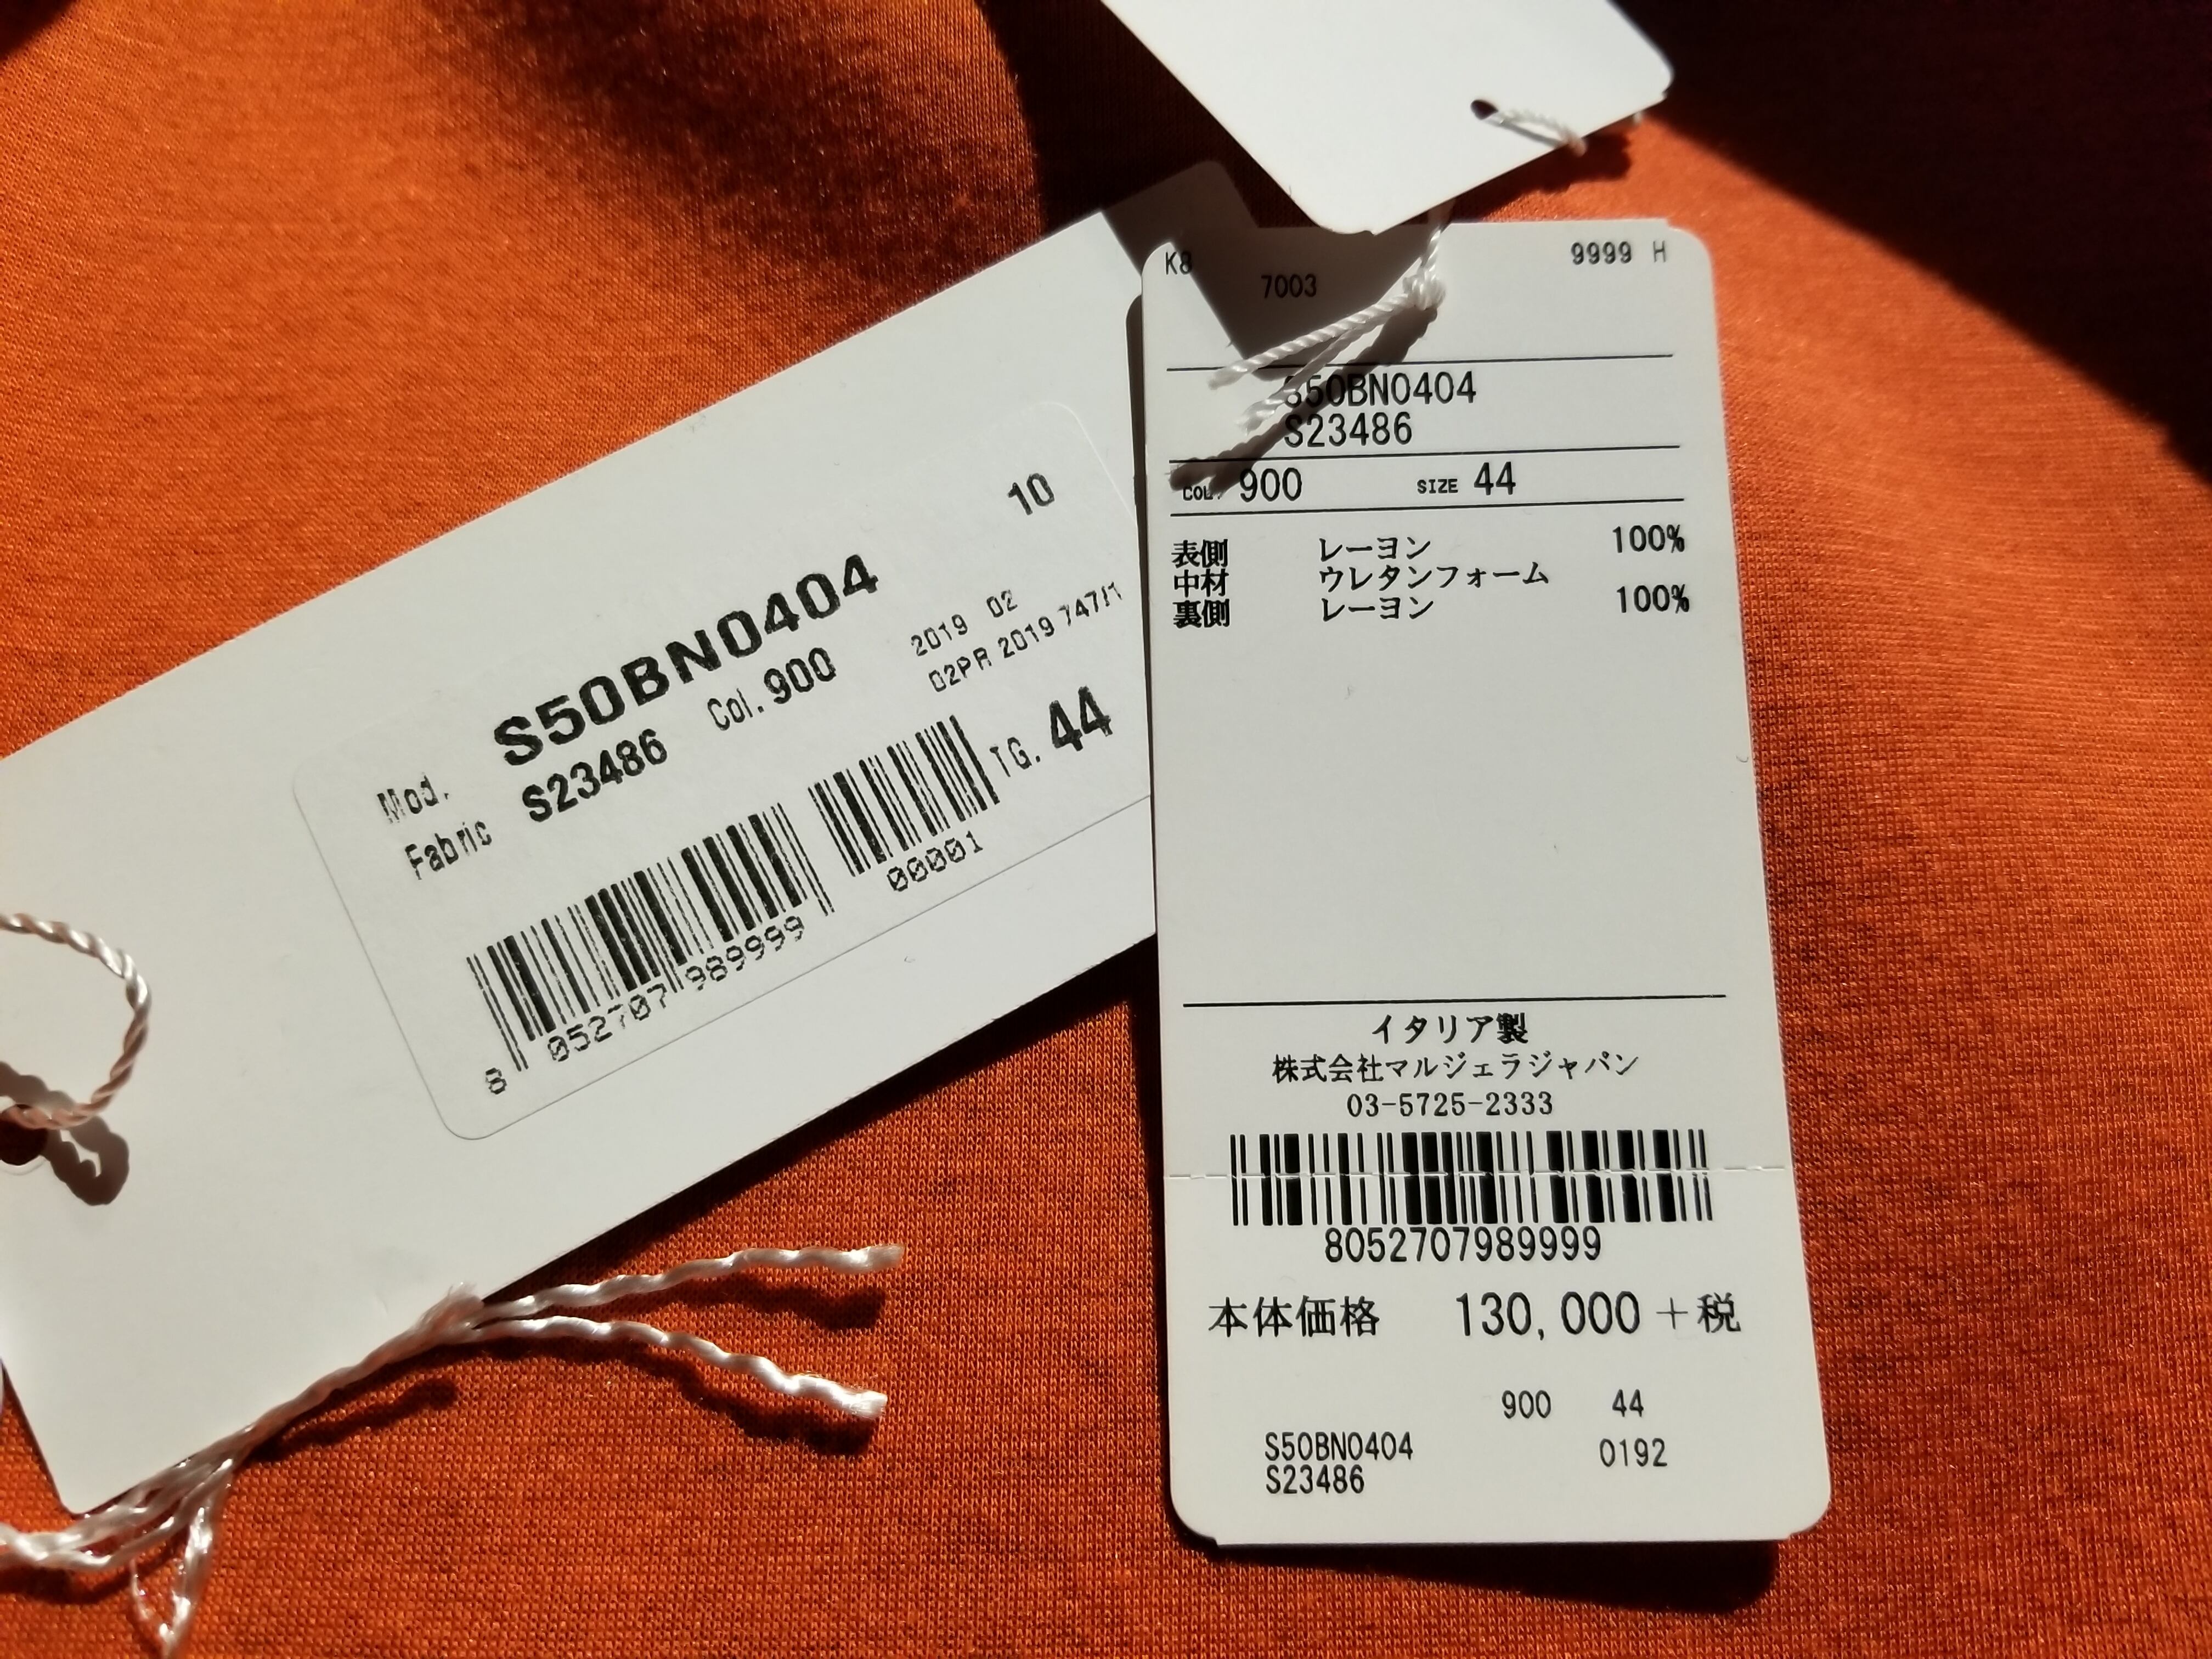 10
Mod. S50BN0404
Fabric S23486 Col. 900
2019 02
02PR 2019 747/1
TG. 44
8 052707 989999
00001
K8 9999 H
7003
S50BN0404
S23486
COL. 900 SIZE 44
表側 レーヨン 100%
中材 ウレタンフォーム
裏側 レーヨン 100%
イタリア製
株式会社マルジェラジャパン
03-5725-2333
8052707989999
本体価格 130,000+税
900 44
S50BN0404 0192
S23486